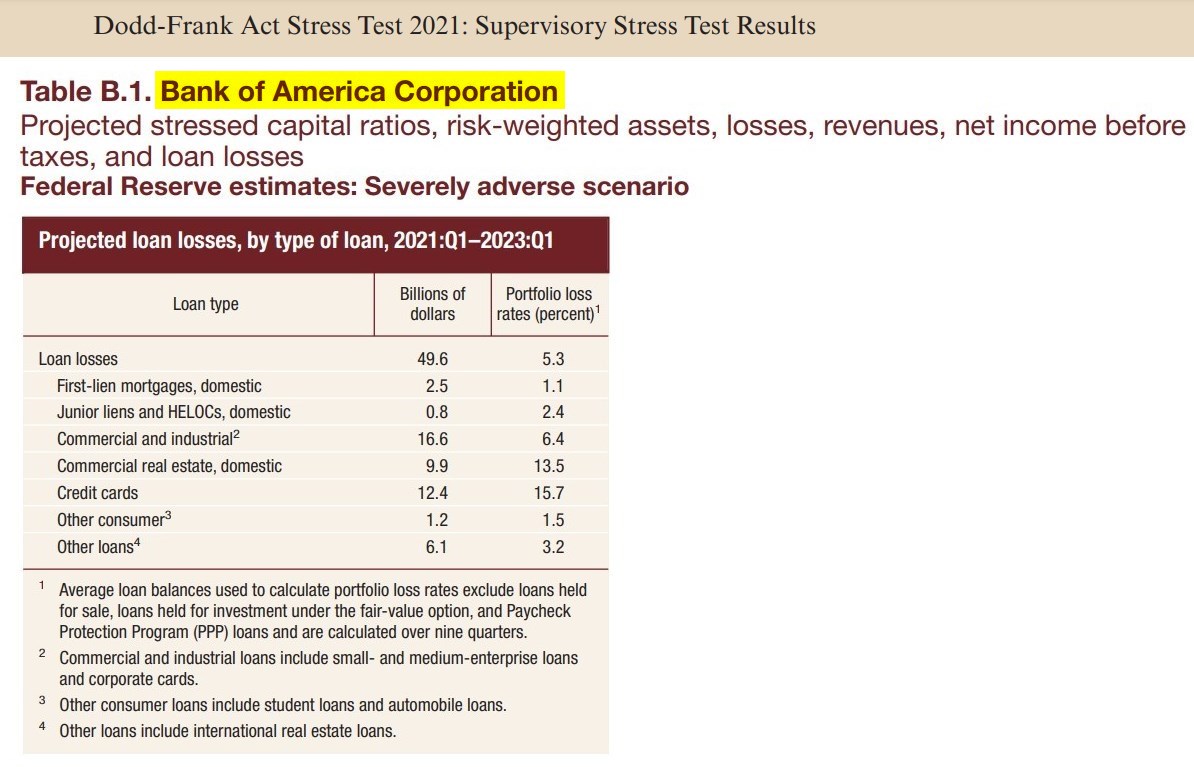 Dodd-Frank Act Stress Test 2021: Supervisory Stress Test Results
Table B.1. Bank of America Corporation
Projected stressed capital ratios, risk-weighted assets, losses, revenues, net income before
taxes, and loan losses
Federal Reserve estimates: Severely adverse scenario
Projected loan losses, by type of loan, 2021:Q1–2023:Q1
Loan type
Billions of
dollars
Portfolio loss
rates (percent)¹
Loan losses 49.6 5.3
First-lien mortgages, domestic 2.5 1.1
Junior liens and HELOCs, domestic 0.8 2.4
Commercial and industrial² 16.6 6.4
Commercial real estate, domestic 9.9 13.5
Credit cards 12.4 15.7
Other consumer³ 1.2 1.5
Other loans⁴ 6.1 3.2
¹ Average loan balances used to calculate portfolio loss rates exclude loans held
for sale, loans held for investment under the fair-value option, and Paycheck
Protection Program (PPP) loans and are calculated over nine quarters.
² Commercial and industrial loans include small- and medium-enterprise loans
and corporate cards.
³ Other consumer loans include student loans and automobile loans.
⁴ Other loans include international real estate loans.